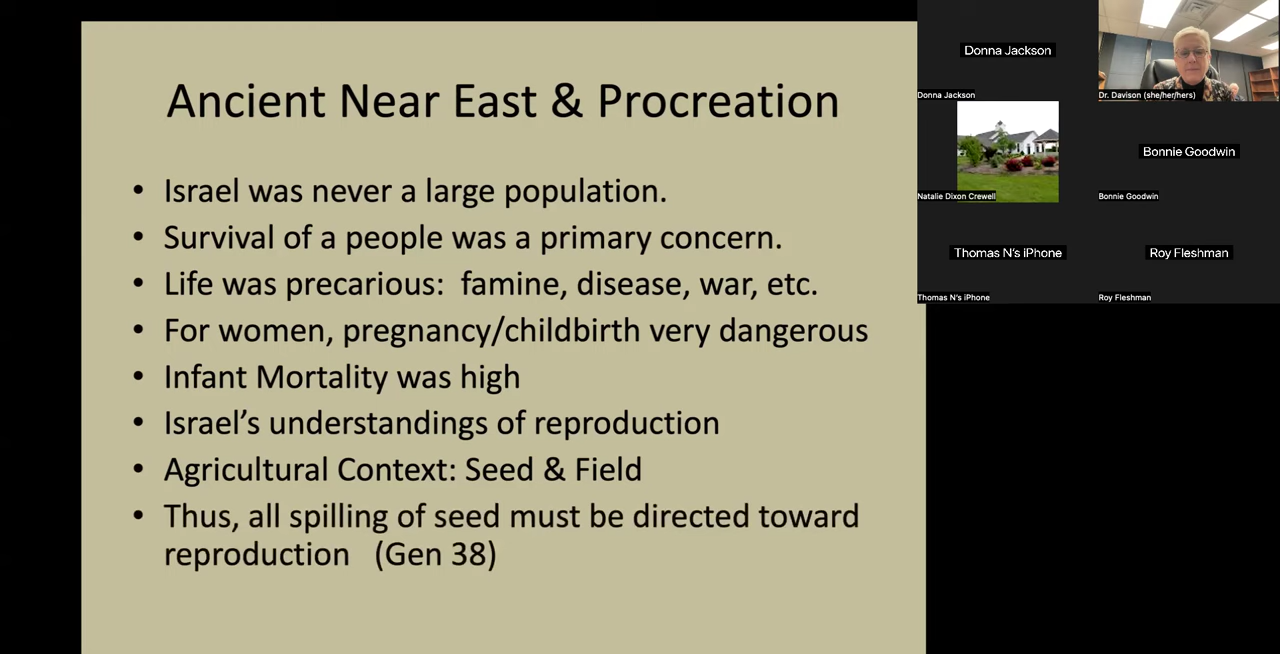 Ancient Near East & Procreation
• Israel was never a large population.
• Survival of a people was a primary concern.
• Life was precarious:  famine, disease, war, etc.
• For women, pregnancy/childbirth very dangerous
• Infant Mortality was high
• Israel’s understandings of reproduction
• Agricultural Context: Seed & Field
• Thus, all spilling of seed must be directed toward
reproduction   (Gen 38)
Donna Jackson
Donna Jackson
Dr. Davison (she/her/hers)
Natalie Dixon Crewell
Bonnie Goodwin
Bonnie Goodwin
Thomas N’s iPhone
Thomas N’s iPhone
Roy Fleshman
Roy Fleshman